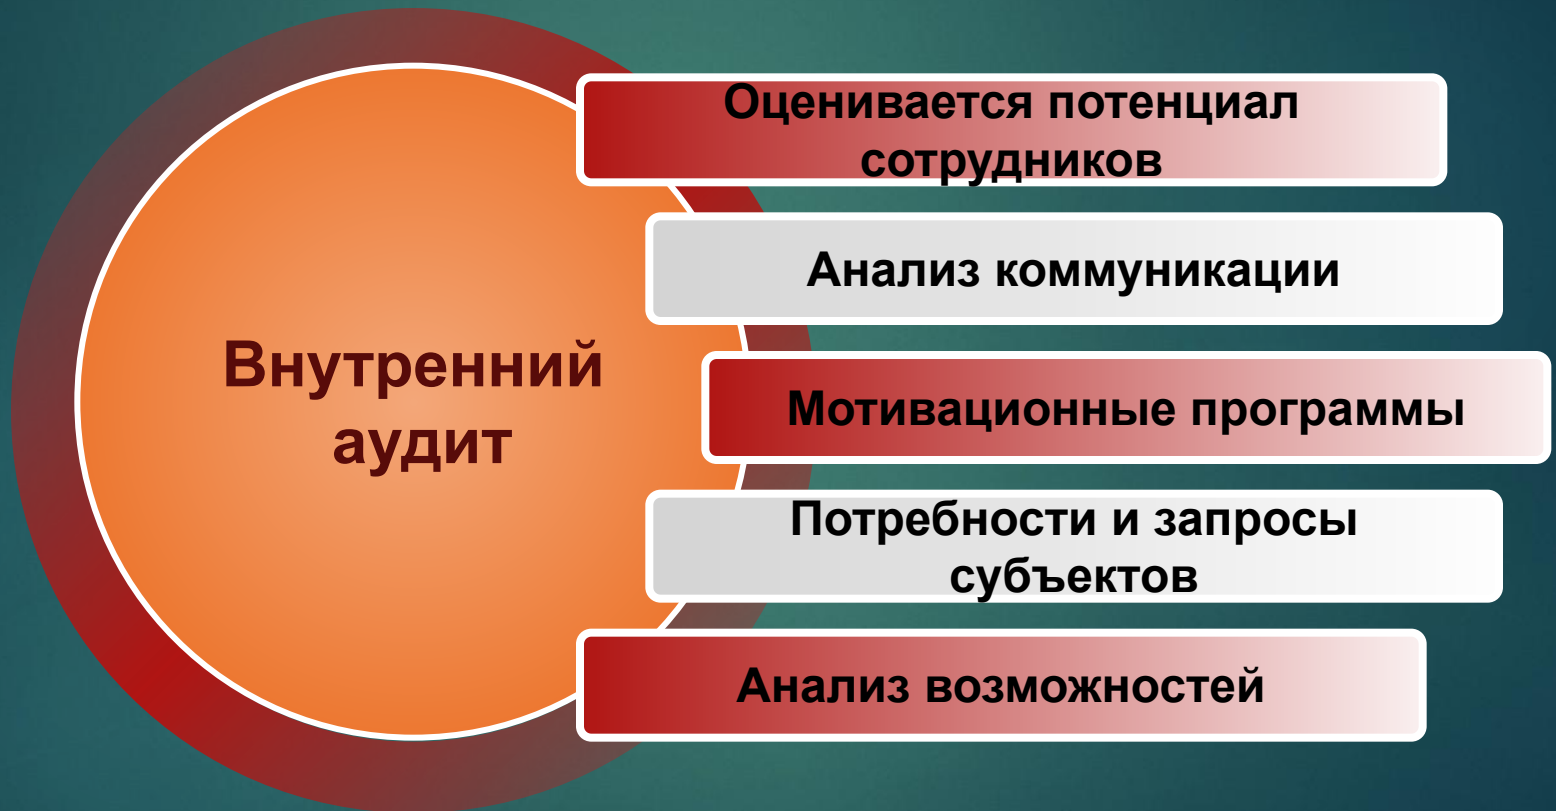 Внутренний
аудит
Оценивается потенциал
сотрудников
Анализ коммуникации
Мотивационные программы
Потребности и запросы
субъектов
Анализ возможностей